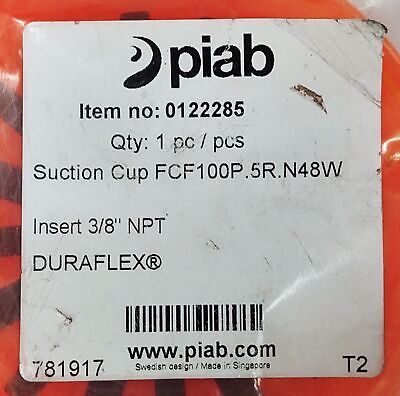 piab
Item no: 0122285
Qty: 1 pc / pcs
Suction Cup FCF100P.5R.N48W
Insert 3/8" NPT
DURAFLEX®
www.piab.com
781917
Swedish design / Made in Singapore
T2